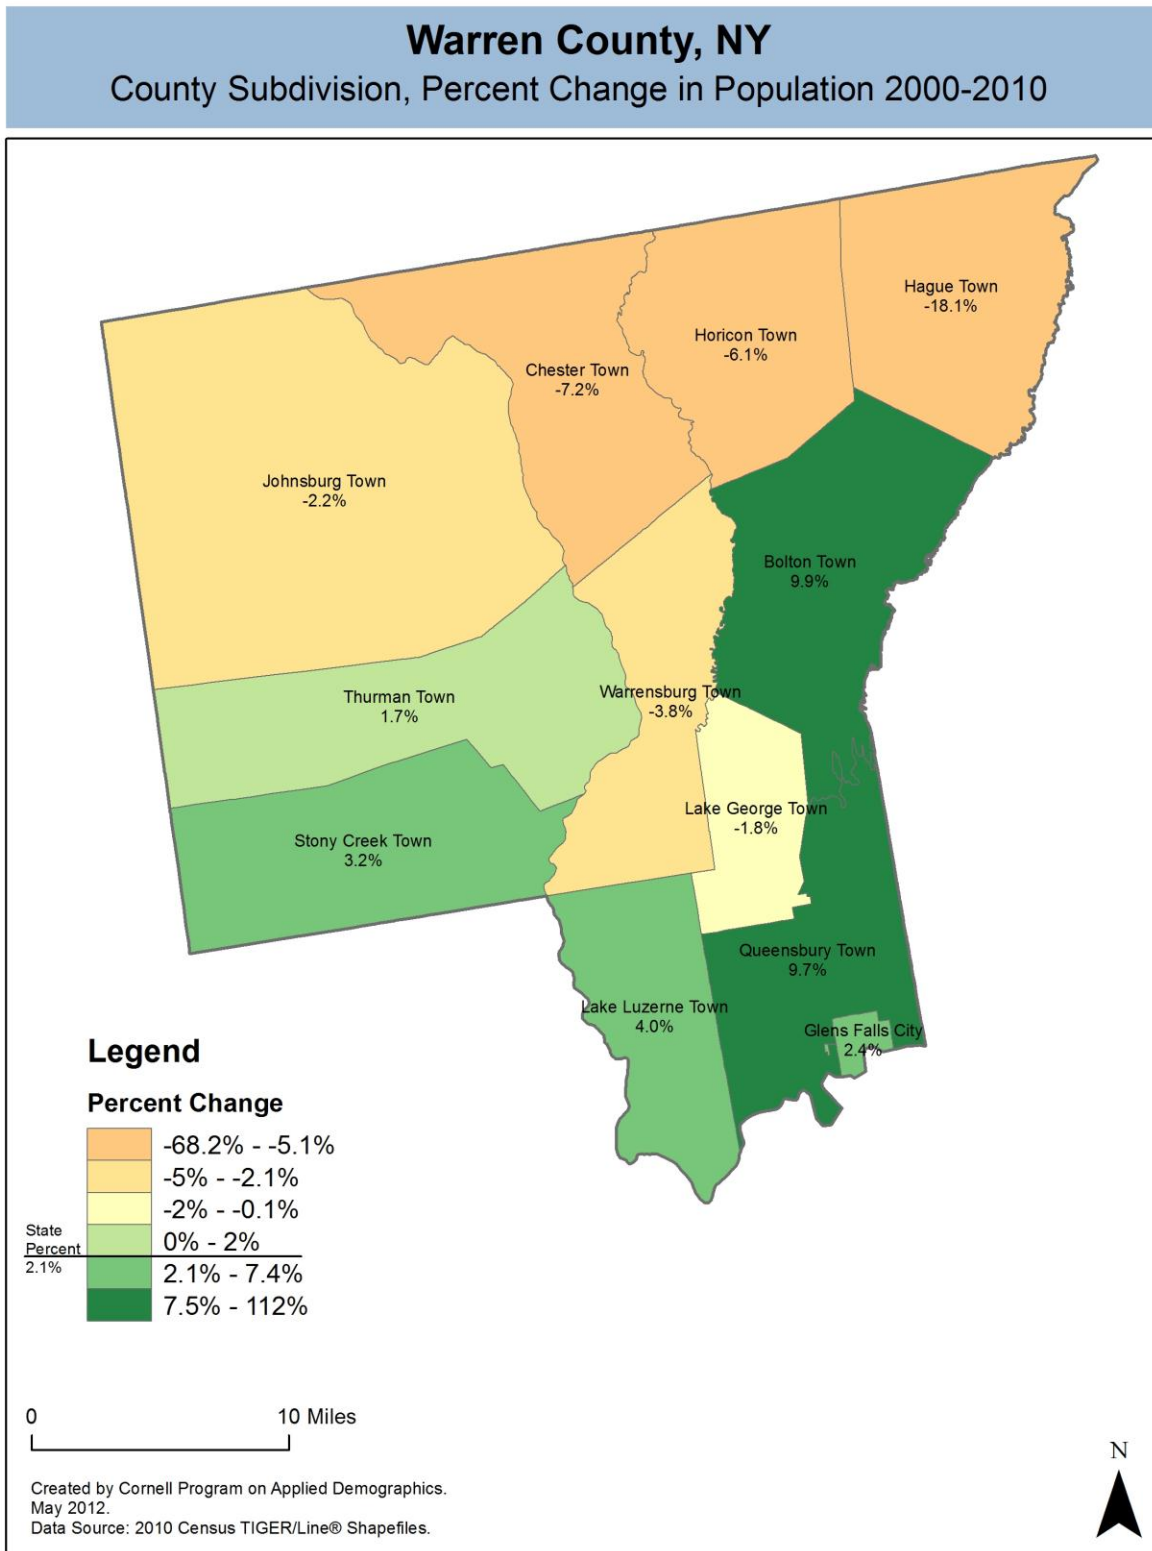 Warren County, NY
County Subdivision, Percent Change in Population 2000-2010
Hague Town
-18.1%
Horicon Town
-6.1%
Chester Town
-7.2%
Johnsburg Town
-2.2%
Bolton Town
9.9%
Thurman Town
1.7%
Warrensburg Town
-3.8%
Lake George Town
-1.8%
Stony Creek Town
3.2%
Queensbury Town
9.7%
Lake Luzerne Town
4.0%
Glens Falls City
2.4%
Legend
Percent Change
-68.2% - -5.1%
-5% - -2.1%
-2% - -0.1%
0% - 2%
2.1% - 7.4%
7.5% - 112%
State
Percent
2.1%
0 10 Miles
N
Created by Cornell Program on Applied Demographics.
May 2012.
Data Source: 2010 Census TIGER/Line® Shapefiles.